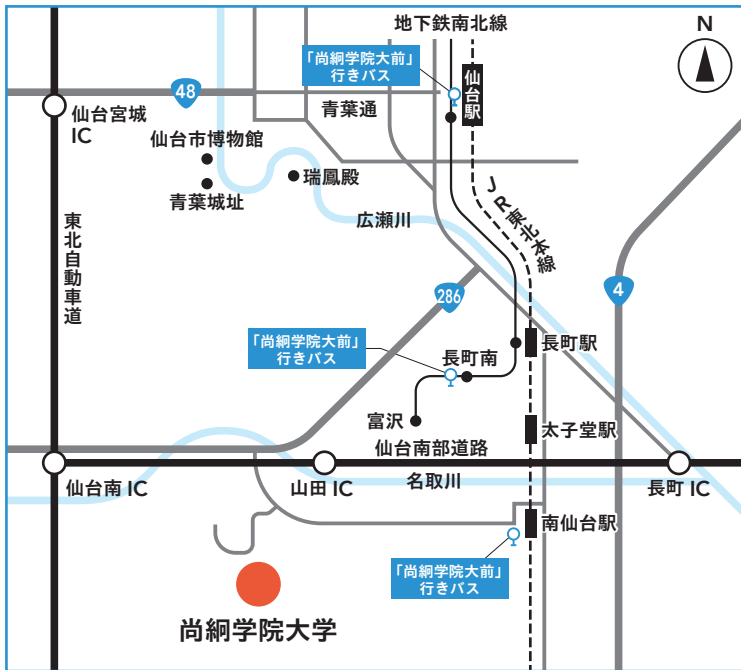 地下鉄南北線
N
「尚絅学院大前」
行きバス
仙台駅
48
仙台宮城
IC
青葉通
仙台市博物館
瑞鳳殿
青葉城址
JR東北本線
広瀬川
東北自動車道
286
4
「尚絅学院大前」
行きバス
長町駅
長町南
富沢
太子堂駅
仙台南部道路
仙台南 IC
山田 IC
名取川
長町 IC
南仙台駅
「尚絅学院大前」
行きバス
尚絅学院大学